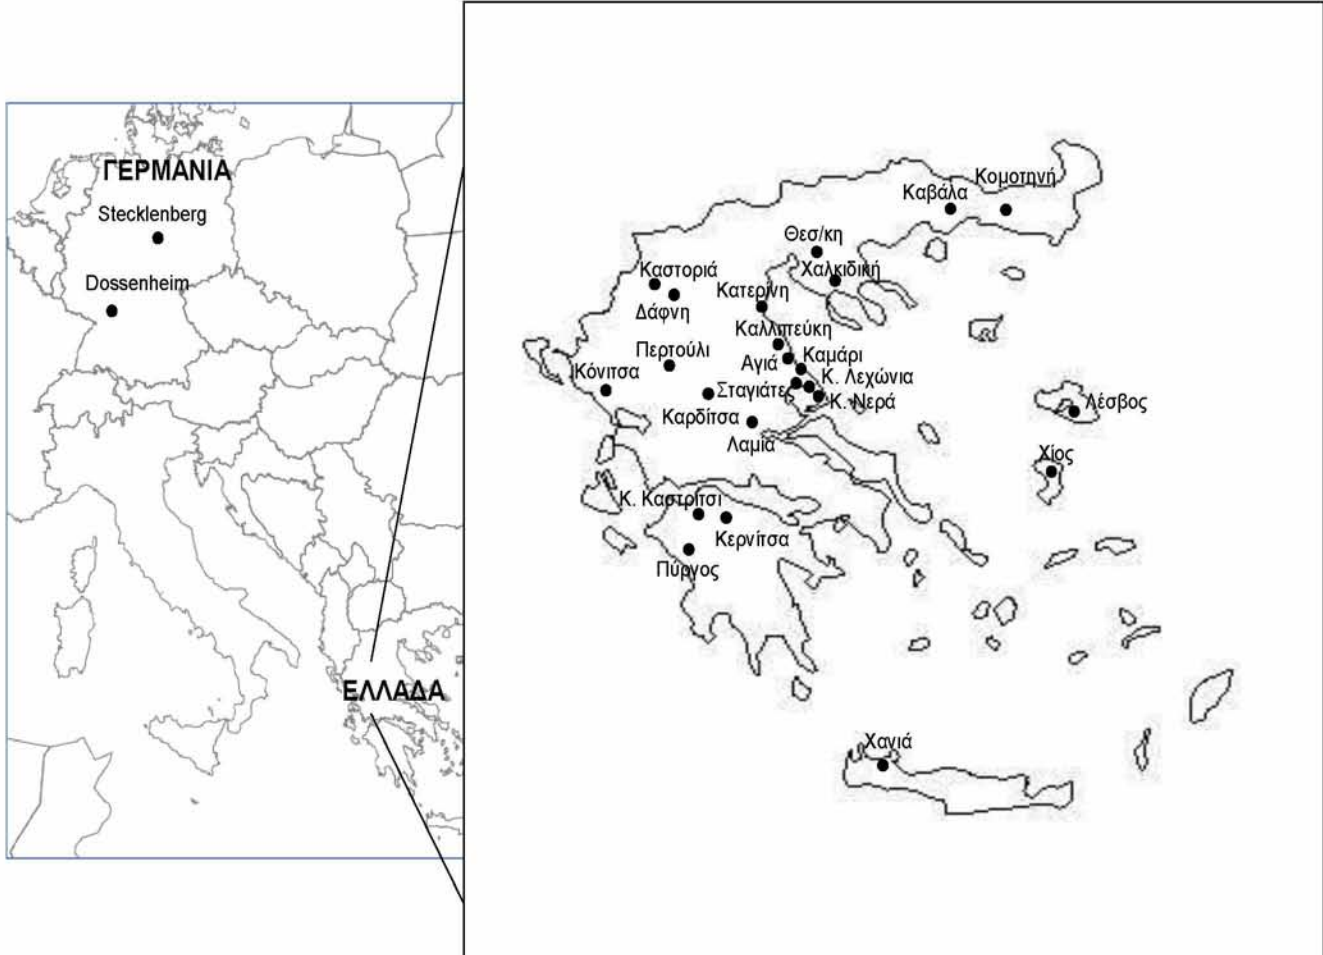 ΓΕΡΜΑΝΙΑ
Stecklenberg
Dossenheim
ΕΛΛΑΔΑ
Κομοτηνή
Καβάλα
Θεσ/κη
Χαλκιδική
Καστοριά
Κατερίνη
Δάφνη
Καλλιπεύκη
Περτούλι
Αγιά
Καμάρι
Κόνιτσα
Κ. Λεχώνια
Σταγιάτες
Κ. Νερά
Λέσβος
Καρδίτσα
Λαμία
Χίος
Κ. Καστρίτσι
Κερνίτσα
Πύργος
Χανιά